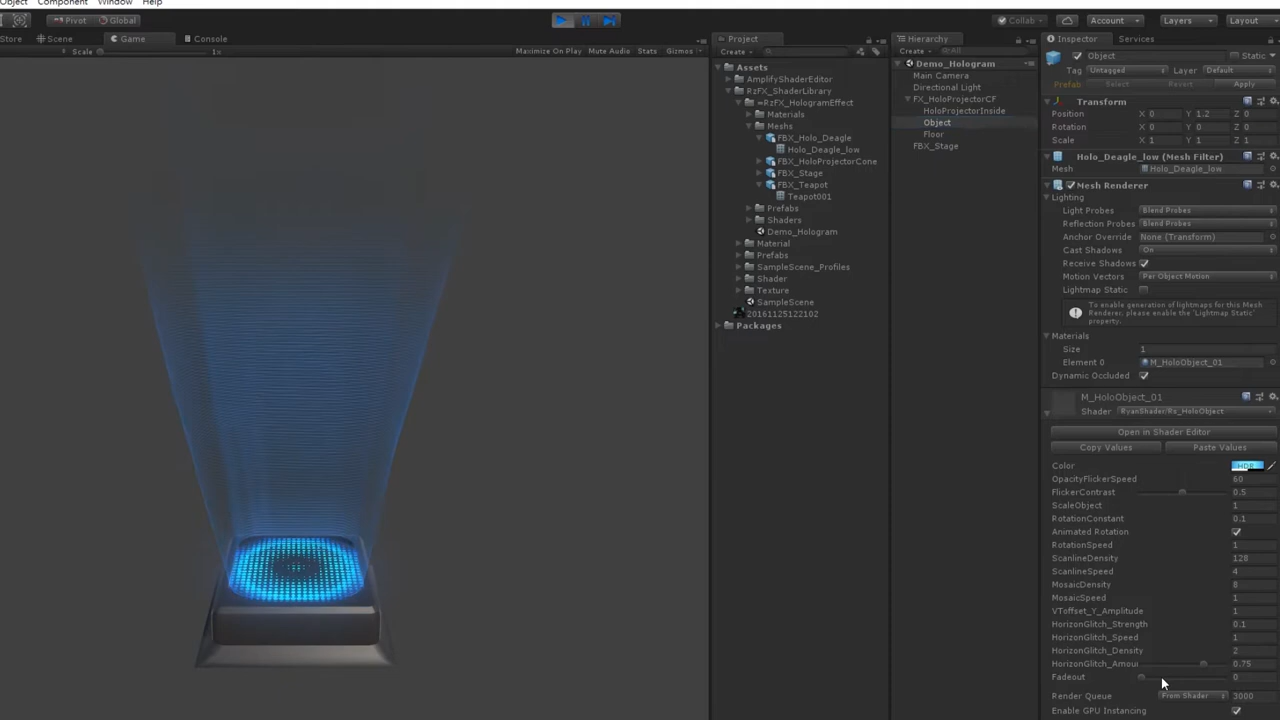 Object Component Window Help
Pivot Global Collab Account Layers Layout
Store Scene Game Console
Scale 1x Maximize On Play Mute Audio Stats Gizmos
Project
Create
Assets
AmplifyShaderEditor
RzFX_ShaderLibrary
=RzFX_HologramEffect
Materials
Meshs
FBX_Holo_Deagle
Holo_Deagle_low
FBX_HoloProjectorCone
FBX_Stage
FBX_Teapot
Teapot001
Prefabs
Shaders
Demo_Hologram
Material
Prefabs
SampleScene_Profiles
Shader
Texture
SampleScene
20161125122102
Packages
Hierarchy
Create All
Demo_Hologram
Main Camera
Directional Light
FX_HoloProjectorCF
HoloProjectorInside
Object
Floor
FBX_Stage
Inspector Services
Object Static
Tag Untagged Layer Default
Prefab Select Revert Apply
Transform
Position X 0 Y 1.2 Z 0
Rotation X 0 Y 0 Z 0
Scale X 1 Y 1 Z 1
Holo_Deagle_low (Mesh Filter)
Mesh Holo_Deagle_low
Mesh Renderer
Lighting
Light Probes Blend Probes
Reflection Probes Blend Probes
Anchor Override None (Transform)
Cast Shadows On
Receive Shadows
Motion Vectors Per Object Motion
Lightmap Static
To enable generation of lightmaps for this Mesh
Renderer, please enable the 'Lightmap Static'
property.
Materials
Size 1
Element 0 M_HoloObject_01
Dynamic Occluded
M_HoloObject_01
Shader RyanShader/Rs_HoloObject
Open in Shader Editor
Copy Values Paste Values
Color HDR
OpacityFlickerSpeed 60
FlickerContrast 0.5
ScaleObject 1
RotationConstant 0.1
Animated Rotation
RotationSpeed 1
ScanlineDensity 128
ScanlineSpeed 4
MosaicDensity 8
MosaicSpeed 1
VToffset_Y_Amplitude 1
HorizonGlitch_Strength 0.1
HorizonGlitch_Speed 1
HorizonGlitch_Density 2
HorizonGlitch_Amour 0.75
Fadeout 0
Render Queue From Shader 3000
Enable GPU Instancing